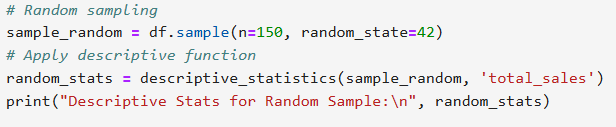 # Random sampling
sample_random = df.sample(n=150, random_state=42)
# Apply descriptive function
random_stats = descriptive_statistics(sample_random, 'total_sales')
print("Descriptive Stats for Random Sample:\n", random_stats)